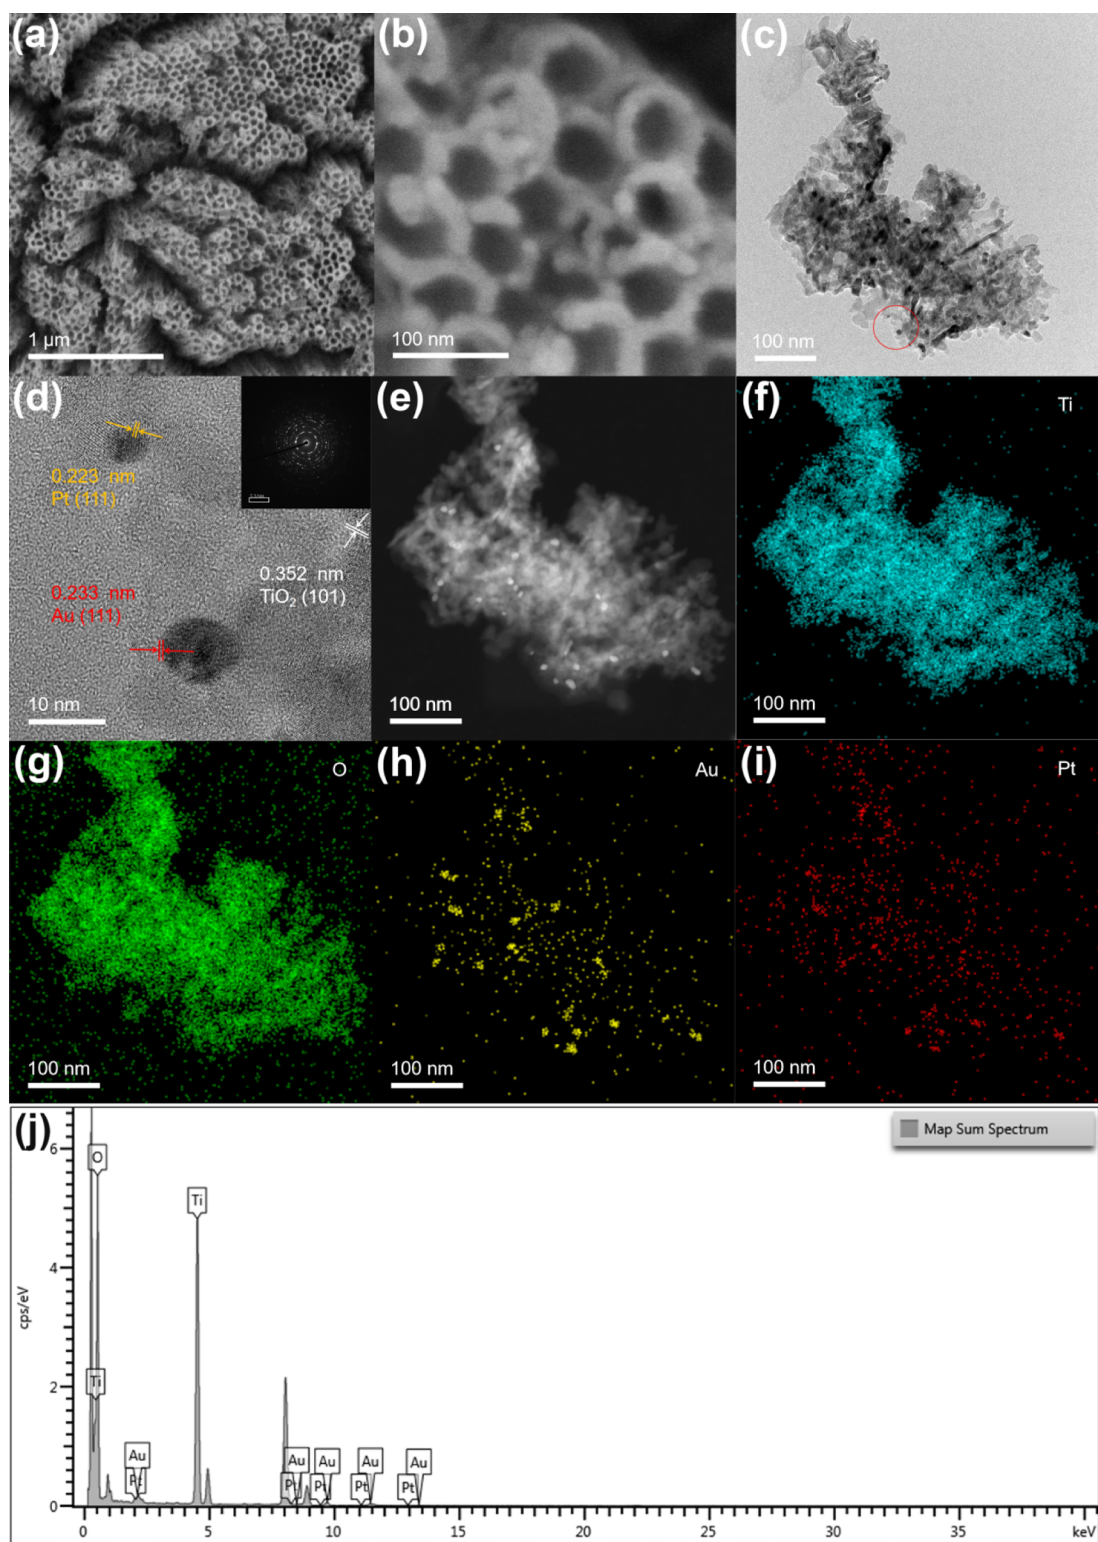 (a)
1 µm
(b)
100 nm
(c)
100 nm
(d)
0.223 nm
Pt (111)
0.233 nm
Au (111)
0.352 nm
TiO₂ (101)
10 nm
(e)
100 nm
(f)
Ti
100 nm
(g)
O
100 nm
(h)
Au
100 nm
(i)
Pt
100 nm
(j)
Map Sum Spectrum
cps/eV
6
4
2
0
O
Ti
Ti
Au
Pt
Au
Pt
Au
Pt
Au
Pt
Au
Pt
0
5
10
15
20
25
30
35
keV